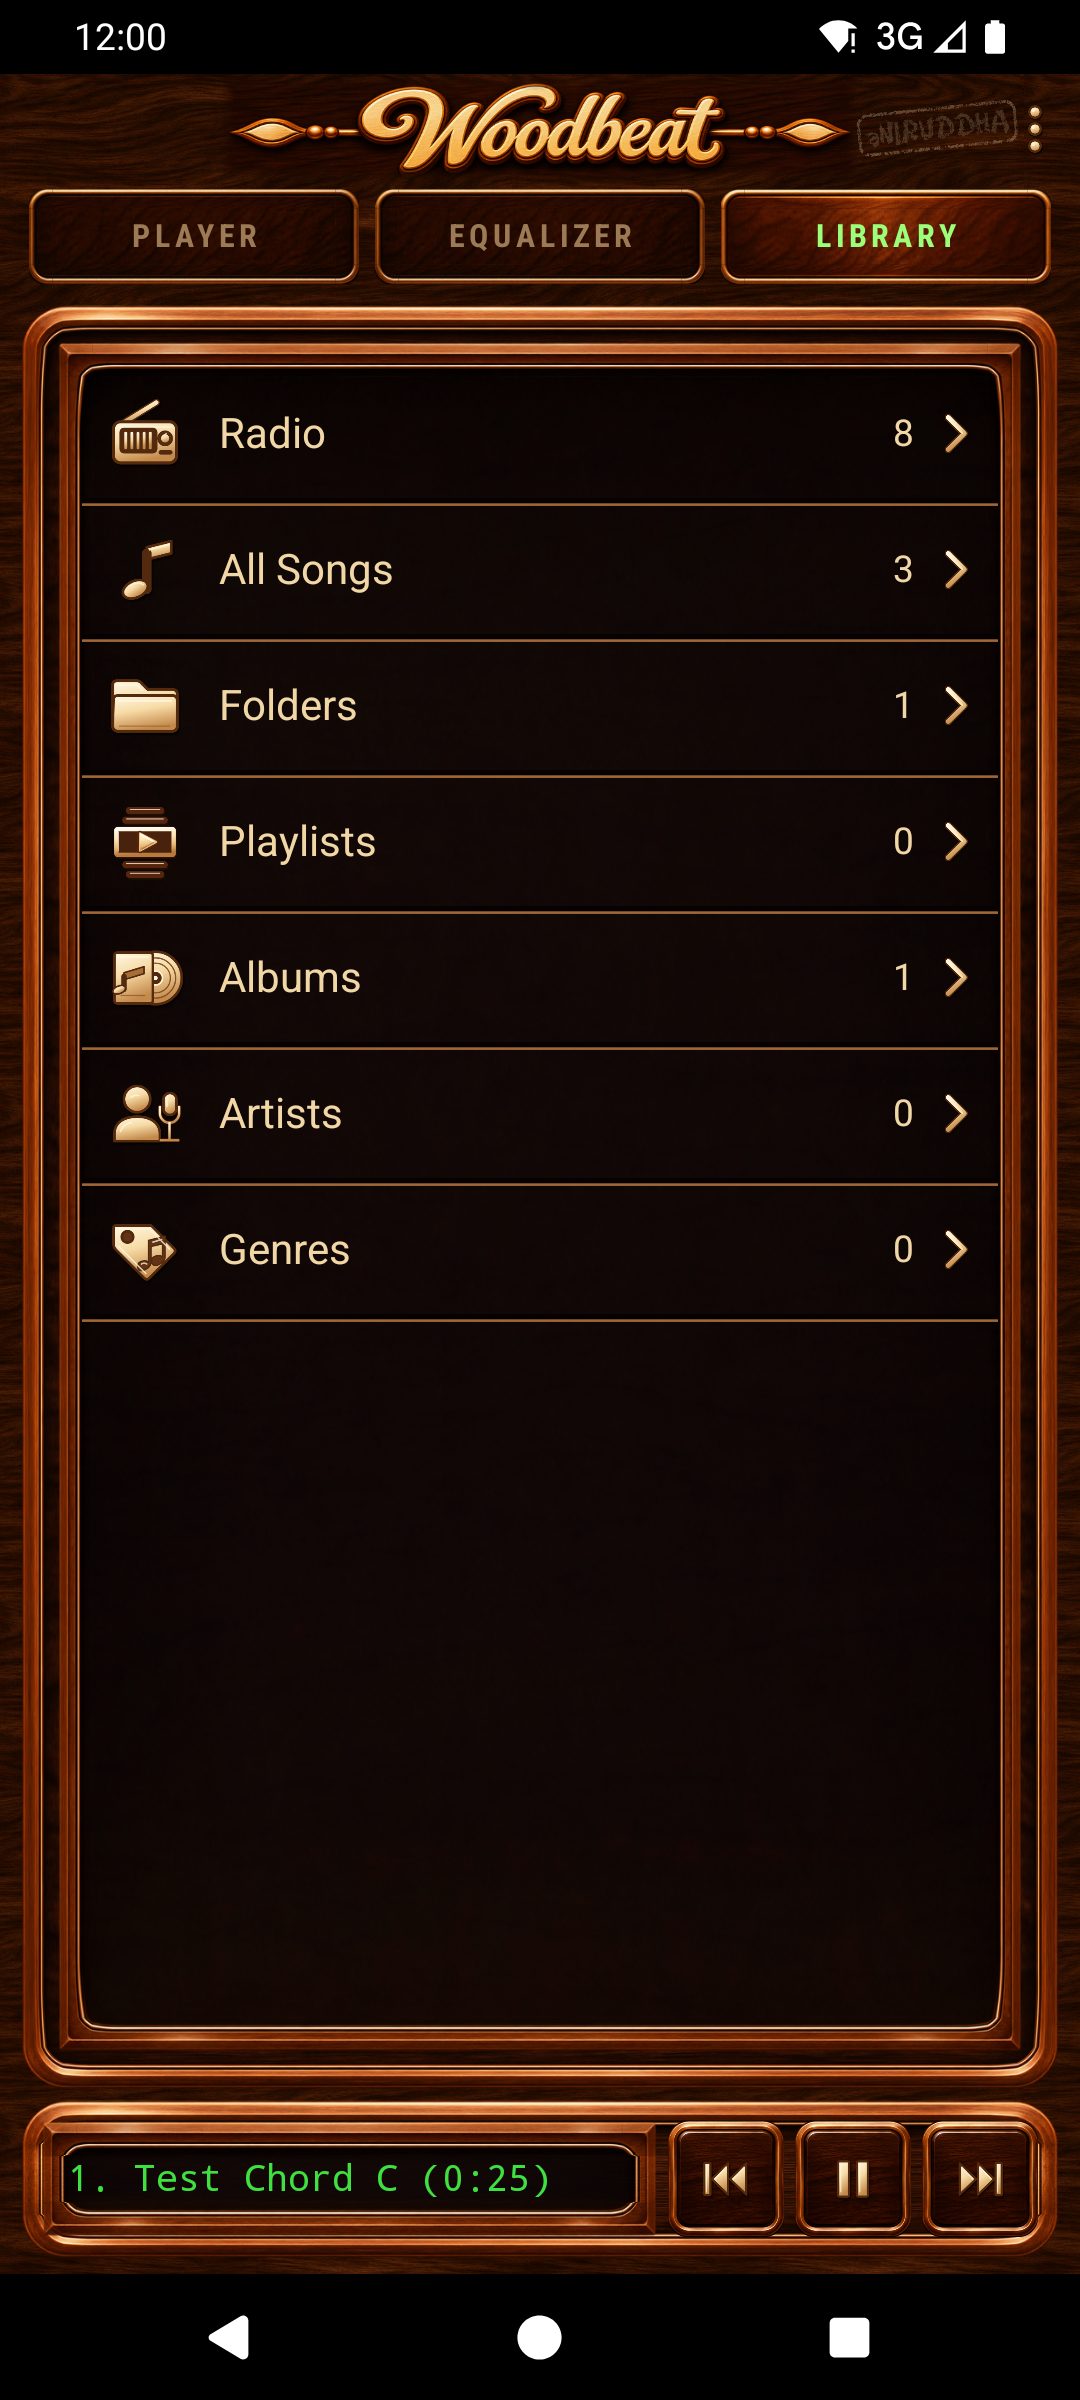 12:00
3G
Woodbeat
ANIRUDDHA
PLAYER
EQUALIZER
LIBRARY
Radio 8
All Songs 3
Folders 1
Playlists 0
Albums 1
Artists 0
Genres 0
1. Test Chord C (0:25)